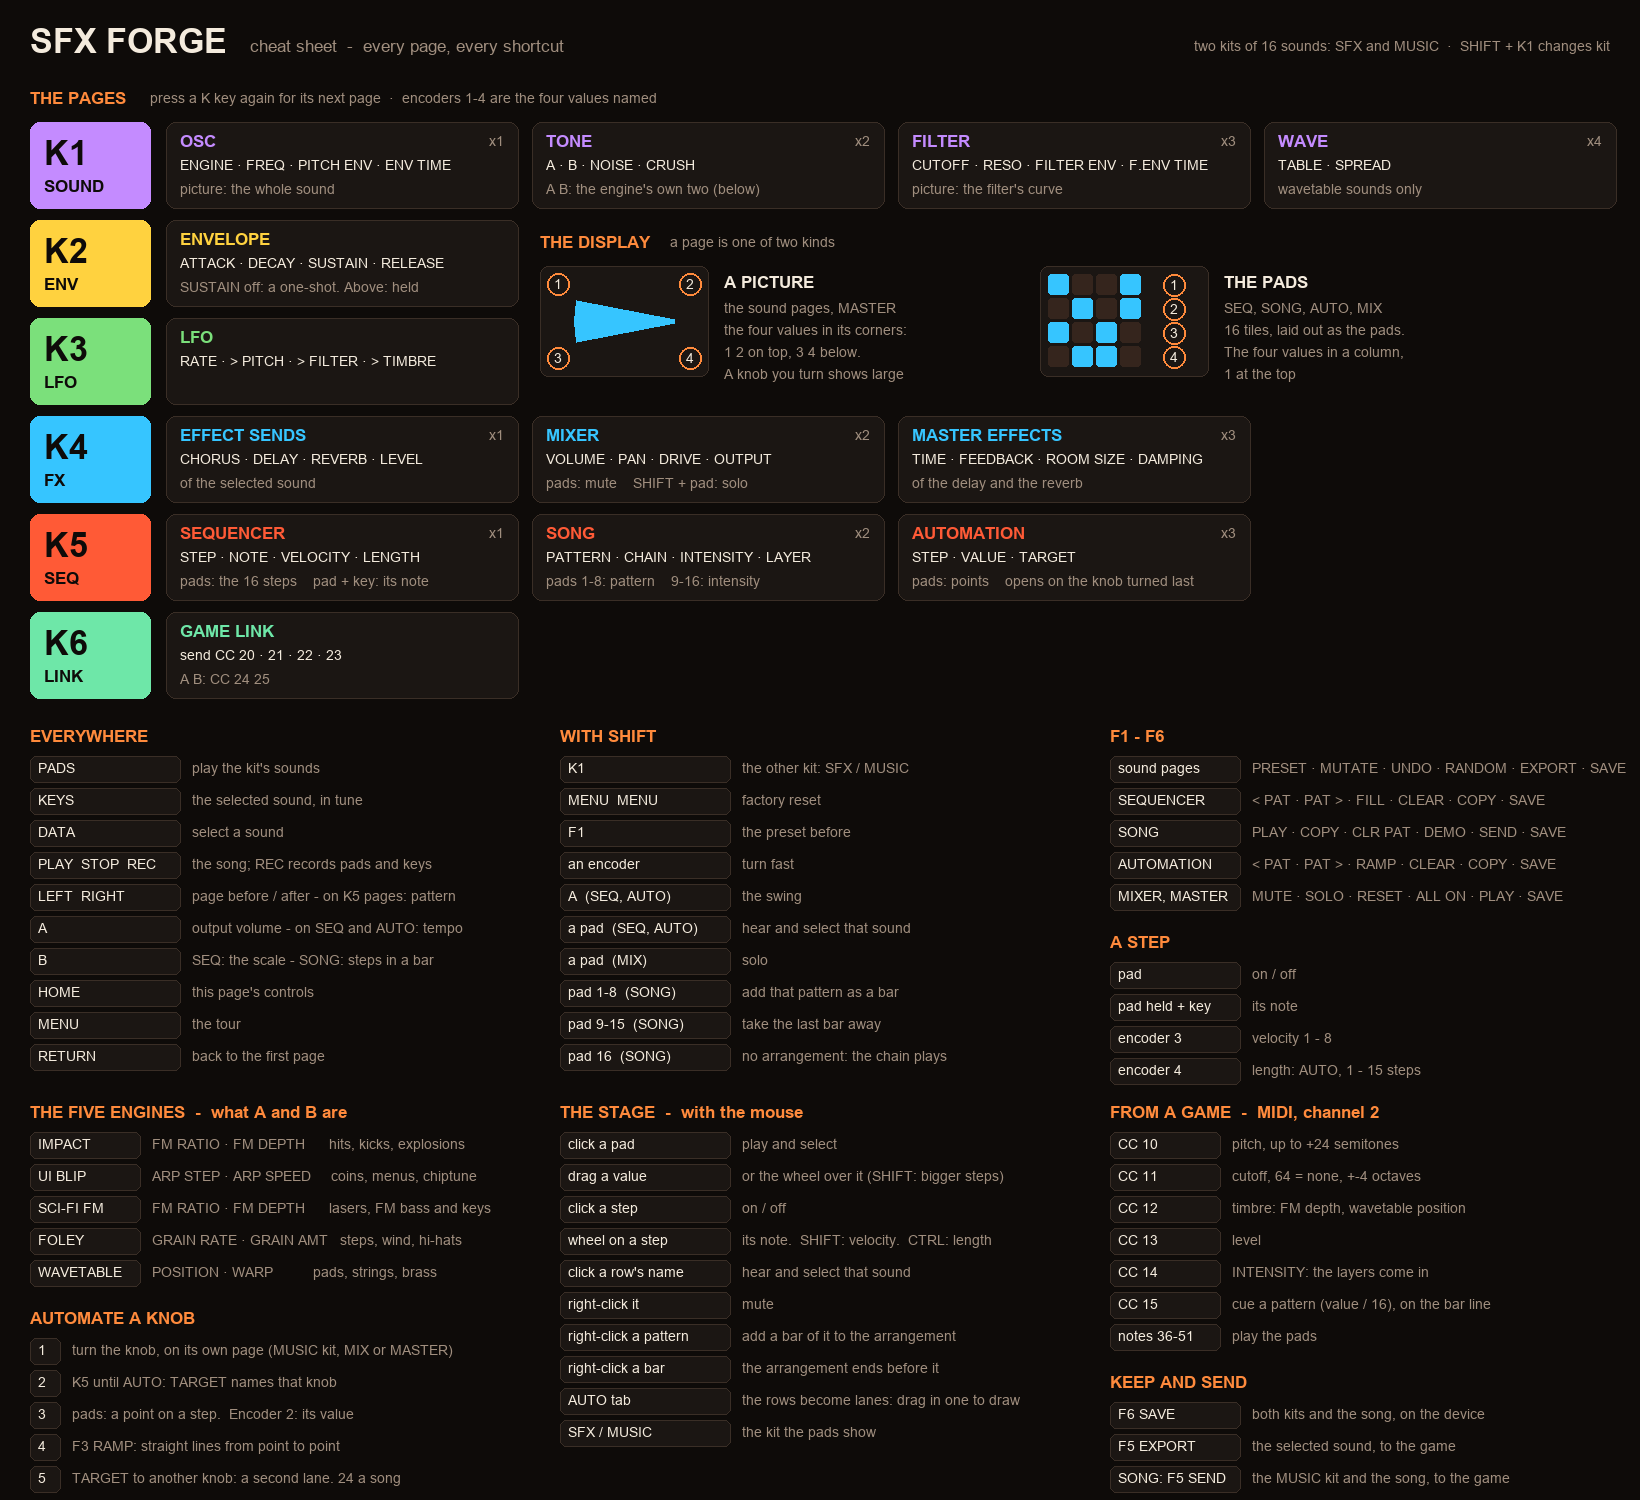 SFX FORGE cheat sheet - every page, every shortcut
two kits of 16 sounds: SFX and MUSIC · SHIFT + K1 changes kit
THE PAGES press a K key again for its next page · encoders 1-4 are the four values named
K1
SOUND
OSC x1
ENGINE · FREQ · PITCH ENV · ENV TIME
picture: the whole sound
TONE x2
A · B · NOISE · CRUSH
A B: the engine's own two (below)
FILTER x3
CUTOFF · RESO · FILTER ENV · F.ENV TIME
picture: the filter's curve
WAVE x4
TABLE · SPREAD
wavetable sounds only
K2
ENV
ENVELOPE
ATTACK · DECAY · SUSTAIN · RELEASE
SUSTAIN off: a one-shot. Above: held
K3
LFO
LFO
RATE · > PITCH · > FILTER · > TIMBRE
THE DISPLAY a page is one of two kinds
1
2
3
4
A PICTURE
the sound pages, MASTER
the four values in its corners:
1 2 on top, 3 4 below.
A knob you turn shows large
1
2
3
4
THE PADS
SEQ, SONG, AUTO, MIX
16 tiles, laid out as the pads.
The four values in a column,
1 at the top
K4
FX
EFFECT SENDS x1
CHORUS · DELAY · REVERB · LEVEL
of the selected sound
MIXER x2
VOLUME · PAN · DRIVE · OUTPUT
pads: mute SHIFT + pad: solo
MASTER EFFECTS x3
TIME · FEEDBACK · ROOM SIZE · DAMPING
of the delay and the reverb
K5
SEQ
SEQUENCER x1
STEP · NOTE · VELOCITY · LENGTH
pads: the 16 steps pad + key: its note
SONG x2
PATTERN · CHAIN · INTENSITY · LAYER
pads 1-8: pattern 9-16: intensity
AUTOMATION x3
STEP · VALUE · TARGET
pads: points opens on the knob turned last
K6
LINK
GAME LINK
send CC 20 · 21 · 22 · 23
A B: CC 24 25
EVERYWHERE
PADS play the kit's sounds
KEYS the selected sound, in tune
DATA select a sound
PLAY STOP REC the song; REC records pads and keys
LEFT RIGHT page before / after - on K5 pages: pattern
A output volume - on SEQ and AUTO: tempo
B SEQ: the scale - SONG: steps in a bar
HOME this page's controls
MENU the tour
RETURN back to the first page
WITH SHIFT
K1 the other kit: SFX / MUSIC
MENU MENU factory reset
F1 the preset before
an encoder turn fast
A (SEQ, AUTO) the swing
a pad (SEQ, AUTO) hear and select that sound
a pad (MIX) solo
pad 1-8 (SONG) add that pattern as a bar
pad 9-15 (SONG) take the last bar away
pad 16 (SONG) no arrangement: the chain plays
F1 - F6
sound pages PRESET · MUTATE · UNDO · RANDOM · EXPORT · SAVE
SEQUENCER < PAT · PAT > · FILL · CLEAR · COPY · SAVE
SONG PLAY · COPY · CLR PAT · DEMO · SEND · SAVE
AUTOMATION < PAT · PAT > · RAMP · CLEAR · COPY · SAVE
MIXER, MASTER MUTE · SOLO · RESET · ALL ON · PLAY · SAVE
A STEP
pad on / off
pad held + key its note
encoder 3 velocity 1 - 8
encoder 4 length: AUTO, 1 - 15 steps
THE FIVE ENGINES - what A and B are
IMPACT FM RATIO · FM DEPTH hits, kicks, explosions
UI BLIP ARP STEP · ARP SPEED coins, menus, chiptune
SCI-FI FM FM RATIO · FM DEPTH lasers, FM bass and keys
FOLEY GRAIN RATE · GRAIN AMT steps, wind, hi-hats
WAVETABLE POSITION · WARP pads, strings, brass
AUTOMATE A KNOB
1 turn the knob, on its own page (MUSIC kit, MIX or MASTER)
2 K5 until AUTO: TARGET names that knob
3 pads: a point on a step. Encoder 2: its value
4 F3 RAMP: straight lines from point to point
5 TARGET to another knob: a second lane. 24 a song
THE STAGE - with the mouse
click a pad play and select
drag a value or the wheel over it (SHIFT: bigger steps)
click a step on / off
wheel on a step its note. SHIFT: velocity. CTRL: length
click a row's name hear and select that sound
right-click it mute
right-click a pattern add a bar of it to the arrangement
right-click a bar the arrangement ends before it
AUTO tab the rows become lanes: drag in one to draw
SFX / MUSIC the kit the pads show
FROM A GAME - MIDI, channel 2
CC 10 pitch, up to +24 semitones
CC 11 cutoff, 64 = none, +-4 octaves
CC 12 timbre: FM depth, wavetable position
CC 13 level
CC 14 INTENSITY: the layers come in
CC 15 cue a pattern (value / 16), on the bar line
notes 36-51 play the pads
KEEP AND SEND
F6 SAVE both kits and the song, on the device
F5 EXPORT the selected sound, to the game
SONG: F5 SEND the MUSIC kit and the song, to the game